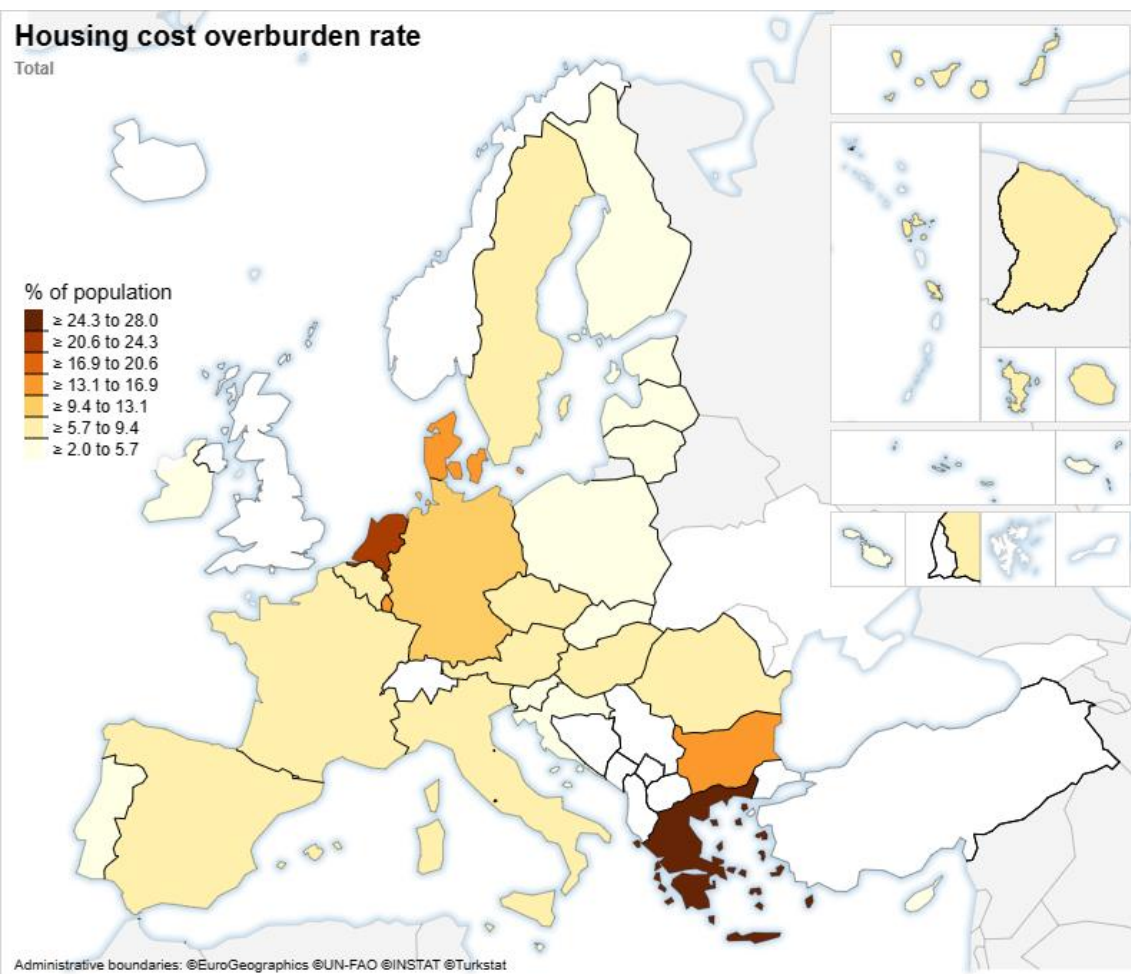 Housing cost overburden rate
Total
% of population
≥ 24.3 to 28.0
≥ 20.6 to 24.3
≥ 16.9 to 20.6
≥ 13.1 to 16.9
≥ 9.4 to 13.1
≥ 5.7 to 9.4
≥ 2.0 to 5.7
Administrative boundaries: ©EuroGeographics ©UN-FAO ©INSTAT ©Turkstat